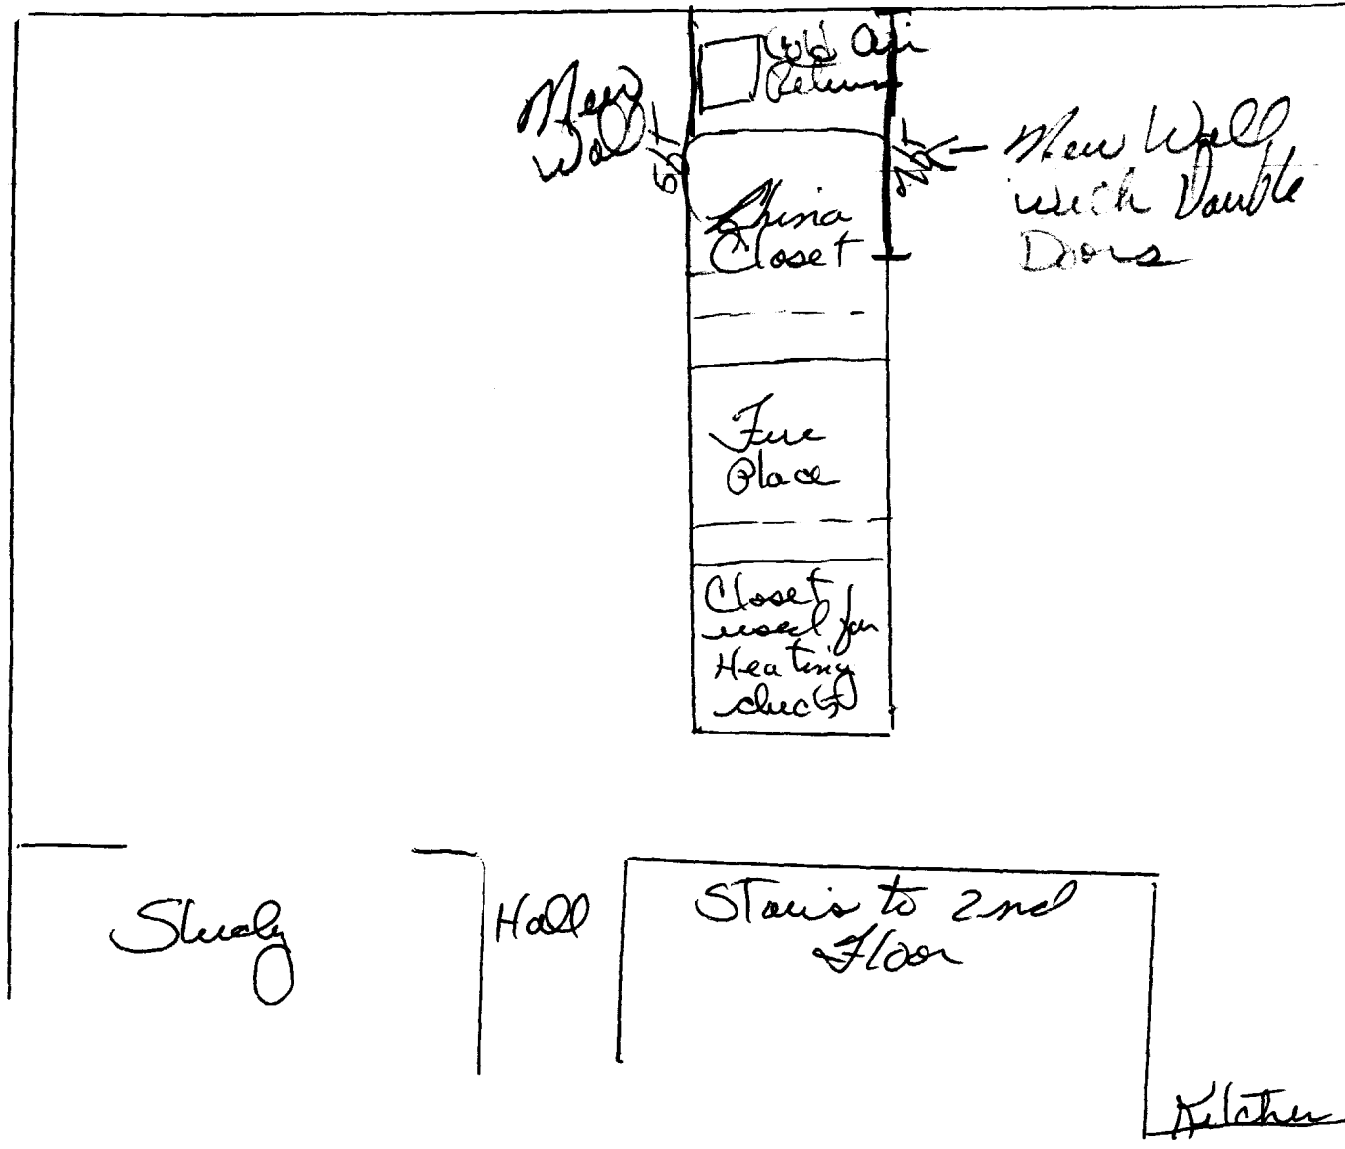 Cold Air
Return
New
Wall
New Wall
with Double
Doors
China
Closet
Fire
Place
Closet
used for
Heating
ducts
Study
Hall
Stairs to 2nd
Floor
Kitchen